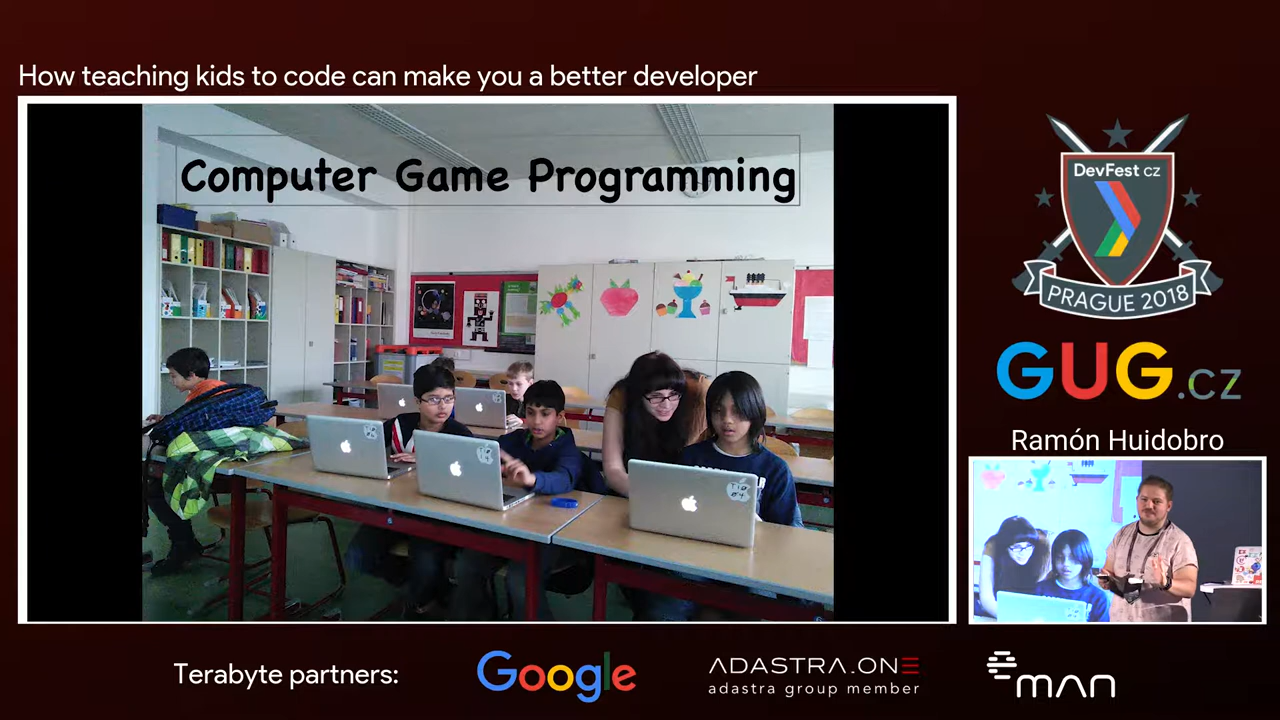 How teaching kids to code can make you a better developer
Computer Game Programming
DevFest cz
PRAGUE 2018
GUG.cz
Ramón Huidobro
Terabyte partners:
Google
ADASTRA.ONE
adastra group member
eman